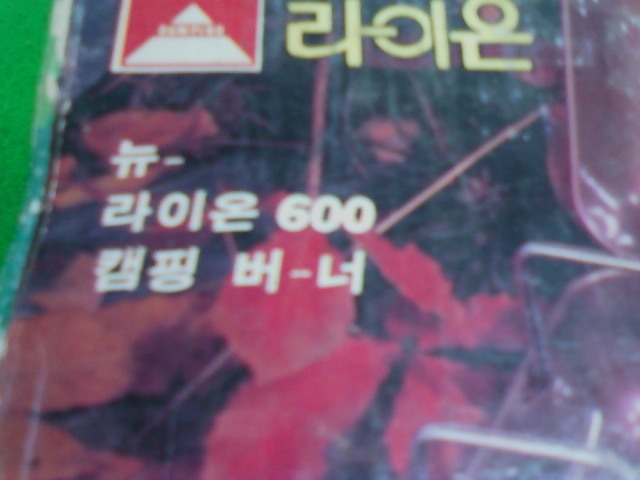 라이온
뉴-
라이온 600
캠핑 버-너